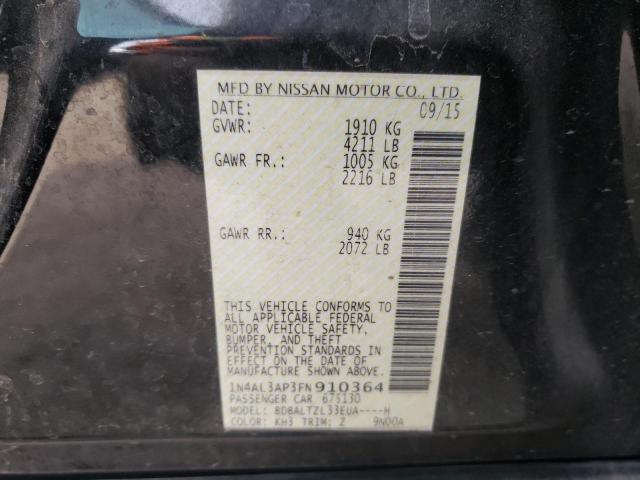 MFD BY NISSAN MOTOR CO., LTD.
DATE: 09/15
GVWR: 1910 KG
4211 LB
GAWR FR.: 1005 KG
2216 LB
GAWR RR.: 940 KG
2072 LB
THIS VEHICLE CONFORMS TO
ALL APPLICABLE FEDERAL
MOTOR VEHICLE SAFETY,
BUMPER, AND THEFT
PREVENTION STANDARDS
IN EFFECT ON THE DATE OF
MANUFACTURE SHOWN ABOVE.
1N4AL3AP3FN910364
PASSENGER CAR 675130
MODEL: BDBALTZL33EUA----H
COLOR: KH3 TRIM: Z 9N00A